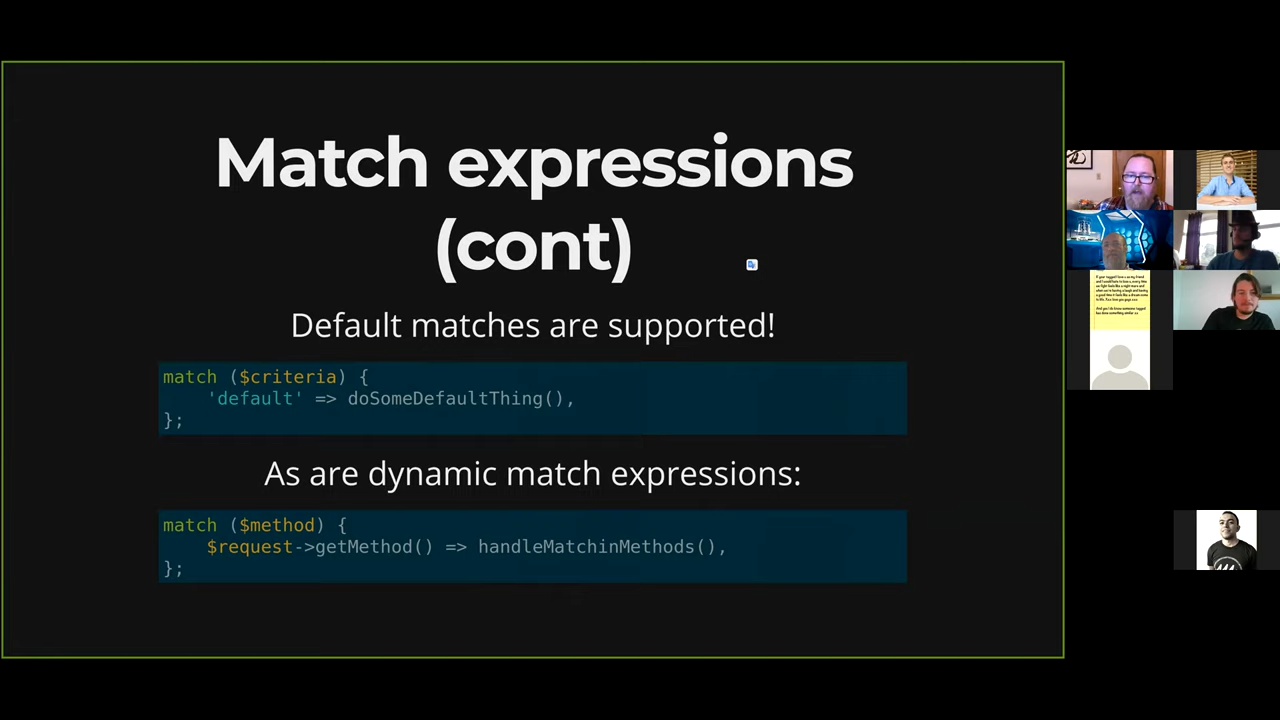 Match expressions
(cont)
Default matches are supported!
match ($criteria) {
    'default' => doSomeDefaultThing(),
};
As are dynamic match expressions:
match ($method) {
    $request->getMethod() => handleMatchinMethods(),
};